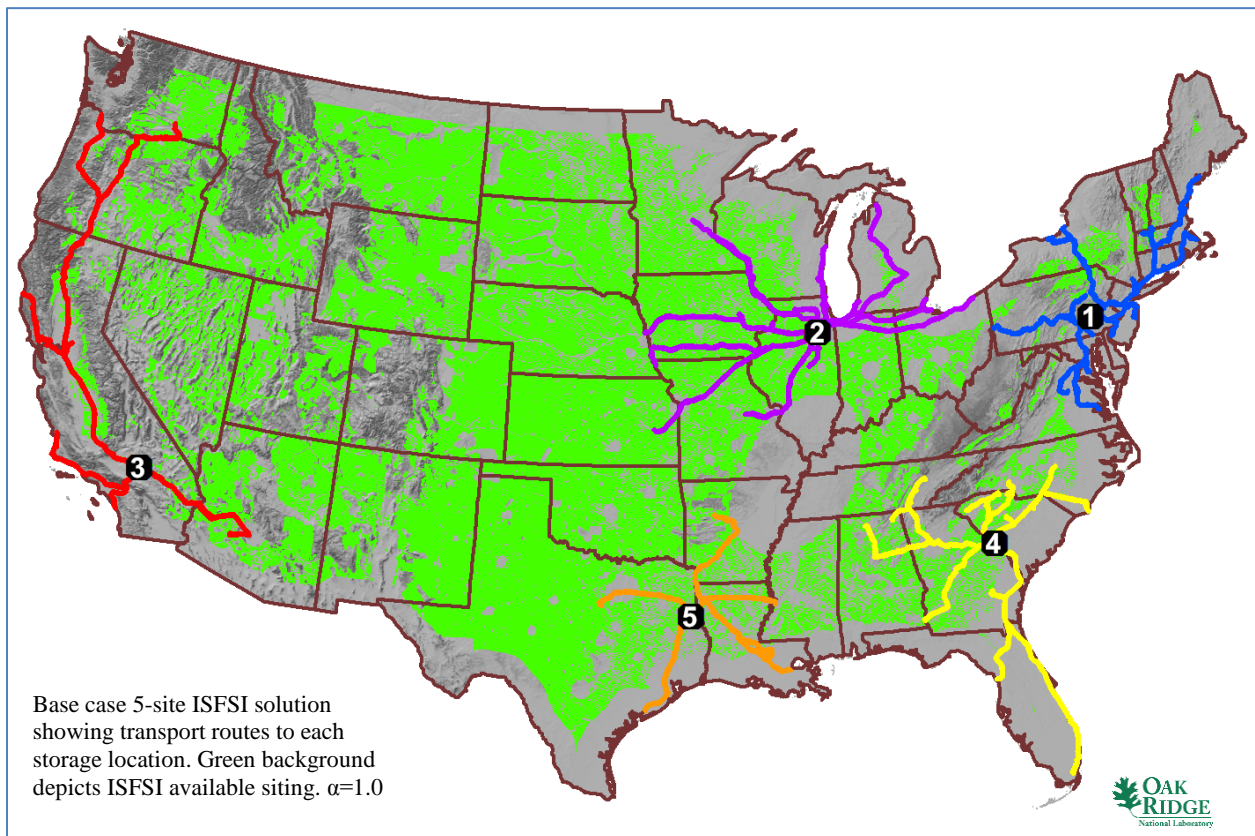 1
2
3
4
5
Base case 5-site ISFSI solution
showing transport routes to each
storage location. Green background
depicts ISFSI available siting. α=1.0
OAK
RIDGE
National Laboratory